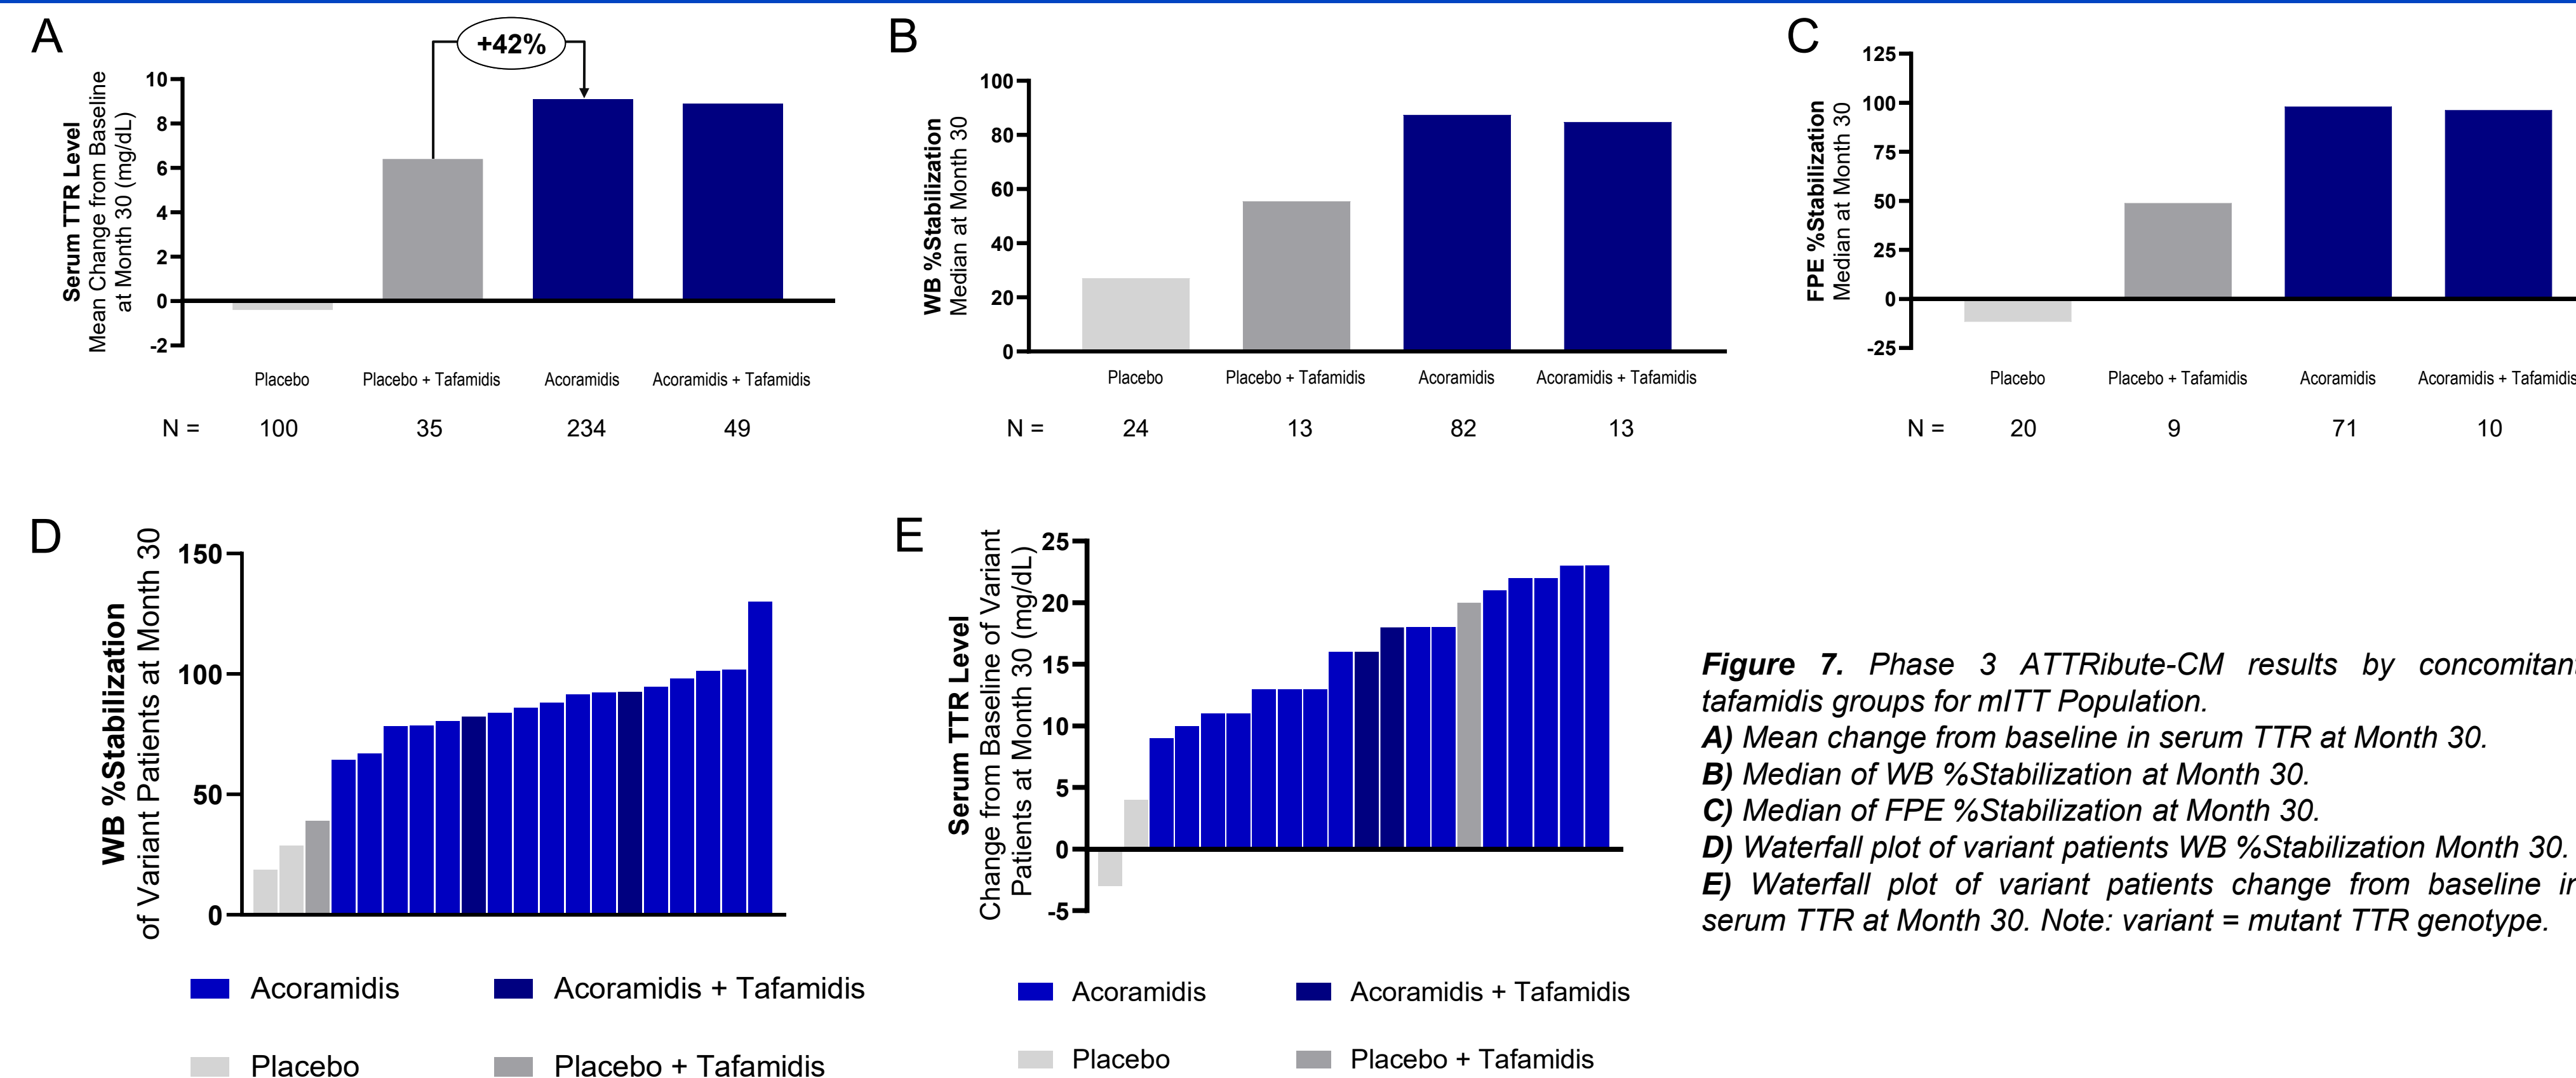 A
+42%
Serum TTR Level
Mean Change from Baseline
at Month 30 (mg/dL)
10
8
6
4
2
0
-2
Placebo
Placebo + Tafamidis
Acoramidis
Acoramidis + Tafamidis
N =
100
35
234
49
B
WB %Stabilization
Median at Month 30
100
80
60
40
20
0
Placebo
Placebo + Tafamidis
Acoramidis
Acoramidis + Tafamidis
N =
24
13
82
13
C
FPE %Stabilization
Median at Month 30
125
100
75
50
25
0
-25
Placebo
Placebo + Tafamidis
Acoramidis
Acoramidis + Tafamidis
N =
20
9
71
10
D
WB %Stabilization
of Variant Patients at Month 30
150
100
50
0
Acoramidis
Acoramidis + Tafamidis
Placebo
Placebo + Tafamidis
E
Serum TTR Level
Change from Baseline of Variant
Patients at Month 30 (mg/dL)
25
20
15
10
5
0
-5
Acoramidis
Acoramidis + Tafamidis
Placebo
Placebo + Tafamidis
Figure 7. Phase 3 ATTRibute-CM results by concomitant
tafamidis groups for mITT Population.
A) Mean change from baseline in serum TTR at Month 30.
B) Median of WB %Stabilization at Month 30.
C) Median of FPE %Stabilization at Month 30.
D) Waterfall plot of variant patients WB %Stabilization Month 30.
E) Waterfall plot of variant patients change from baseline in
serum TTR at Month 30. Note: variant = mutant TTR genotype.